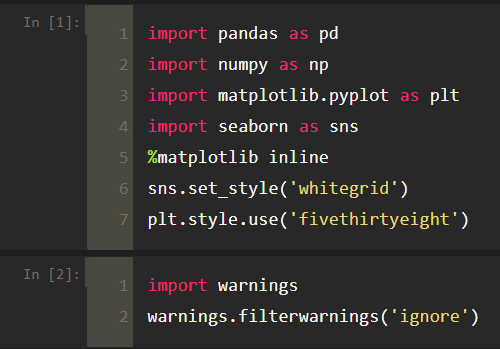 In [1]:
1 import pandas as pd
2 import numpy as np
3 import matplotlib.pyplot as plt
4 import seaborn as sns
5 %matplotlib inline
6 sns.set_style('whitegrid')
7 plt.style.use('fivethirtyeight')
In [2]:
1 import warnings
2 warnings.filterwarnings('ignore')